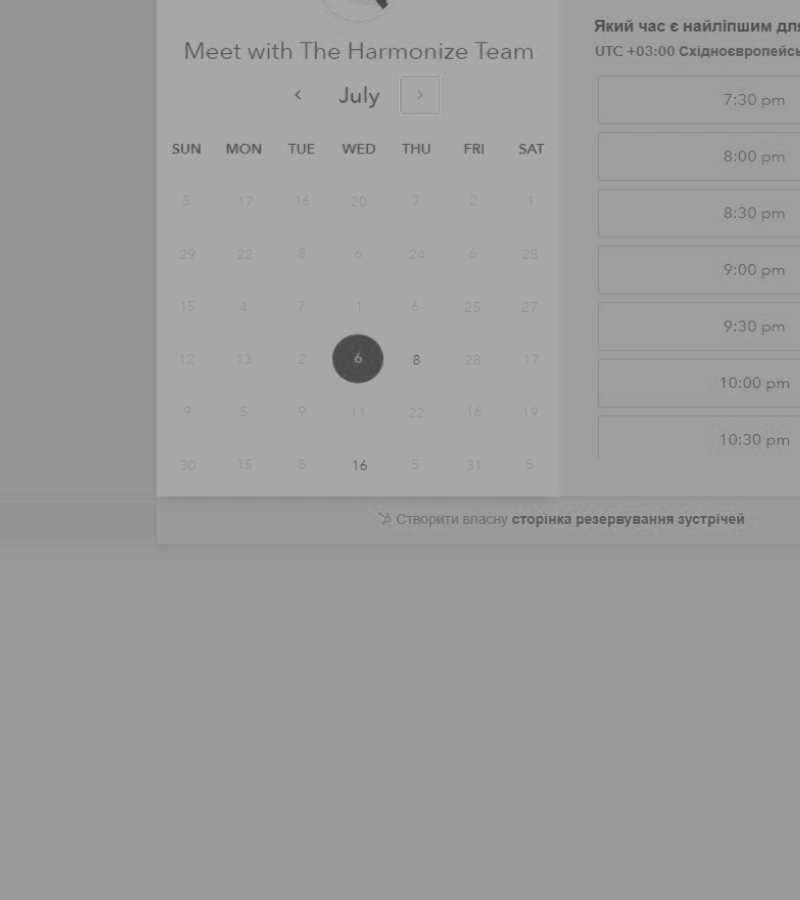 Meet with The Harmonize Team
July
SUN MON TUE WED THU FRI SAT
5 17 16 20 7 2 1
29 22 8 6 24 6 28
15 4 7 1 6 25 27
12 13 2 6 8 28 17
9 5 9 11 22 16 19
30 15 8 16 5 31 5
Який час є найліпшим для
UTC +03:00 Східноєвропейсь
7:30 pm
8:00 pm
8:30 pm
9:00 pm
9:30 pm
10:00 pm
10:30 pm
Створити власну сторінка резервування зустрічей